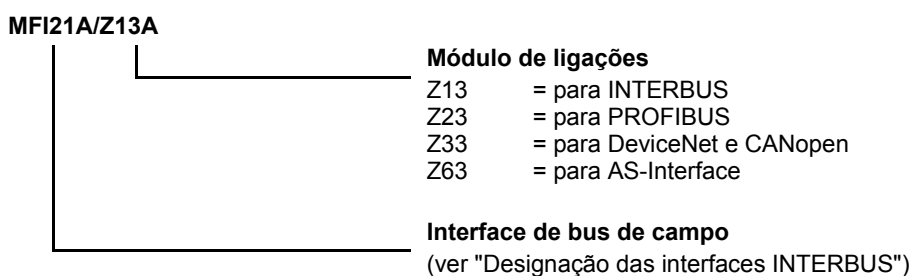 MFI21A/Z13A
Módulo de ligações
Z13 = para INTERBUS
Z23 = para PROFIBUS
Z33 = para DeviceNet e CANopen
Z63 = para AS-Interface
Interface de bus de campo
(ver "Designação das interfaces INTERBUS")